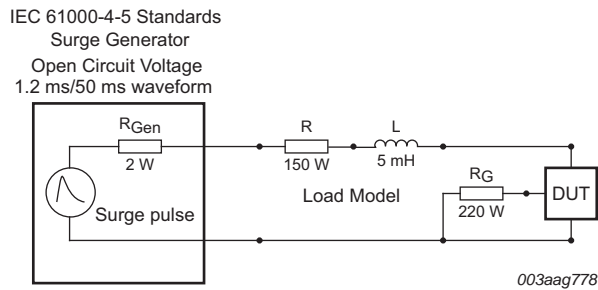 IEC 61000-4-5 Standards
Surge Generator
Open Circuit Voltage
1.2 ms/50 ms waveform
RGen
2 W
Surge pulse
R
150 W
L
5 mH
Load Model
RG
220 W
DUT
003aag778